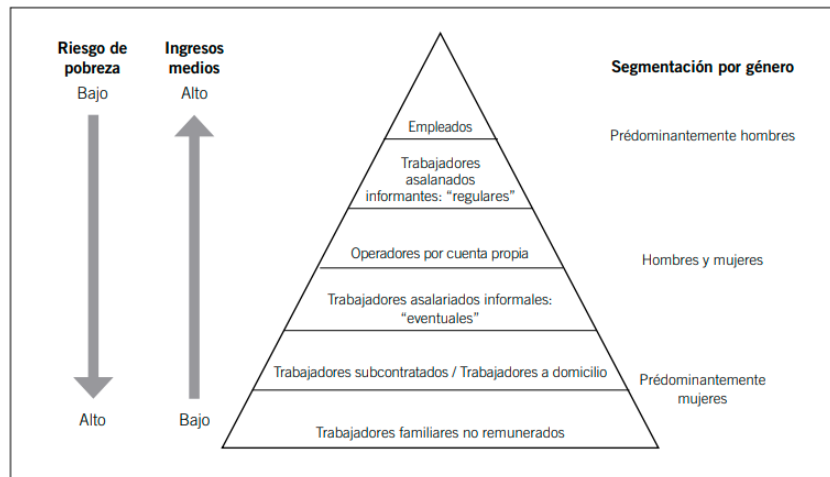 Riesgo de
pobreza
Bajo
Alto
Ingresos
medios
Alto
Bajo
Empleados
Trabajadores
asalanados
informantes: “regulares”
Operadores por cuenta propia
Trabajadores asalariados informales:
“eventuales”
Trabajadores subcontratados / Trabajadores a domicilio
Trabajadores familiares no remunerados
Segmentación por género
Prédominantemente hombres
Hombres y mujeres
Prédominantemente
mujeres